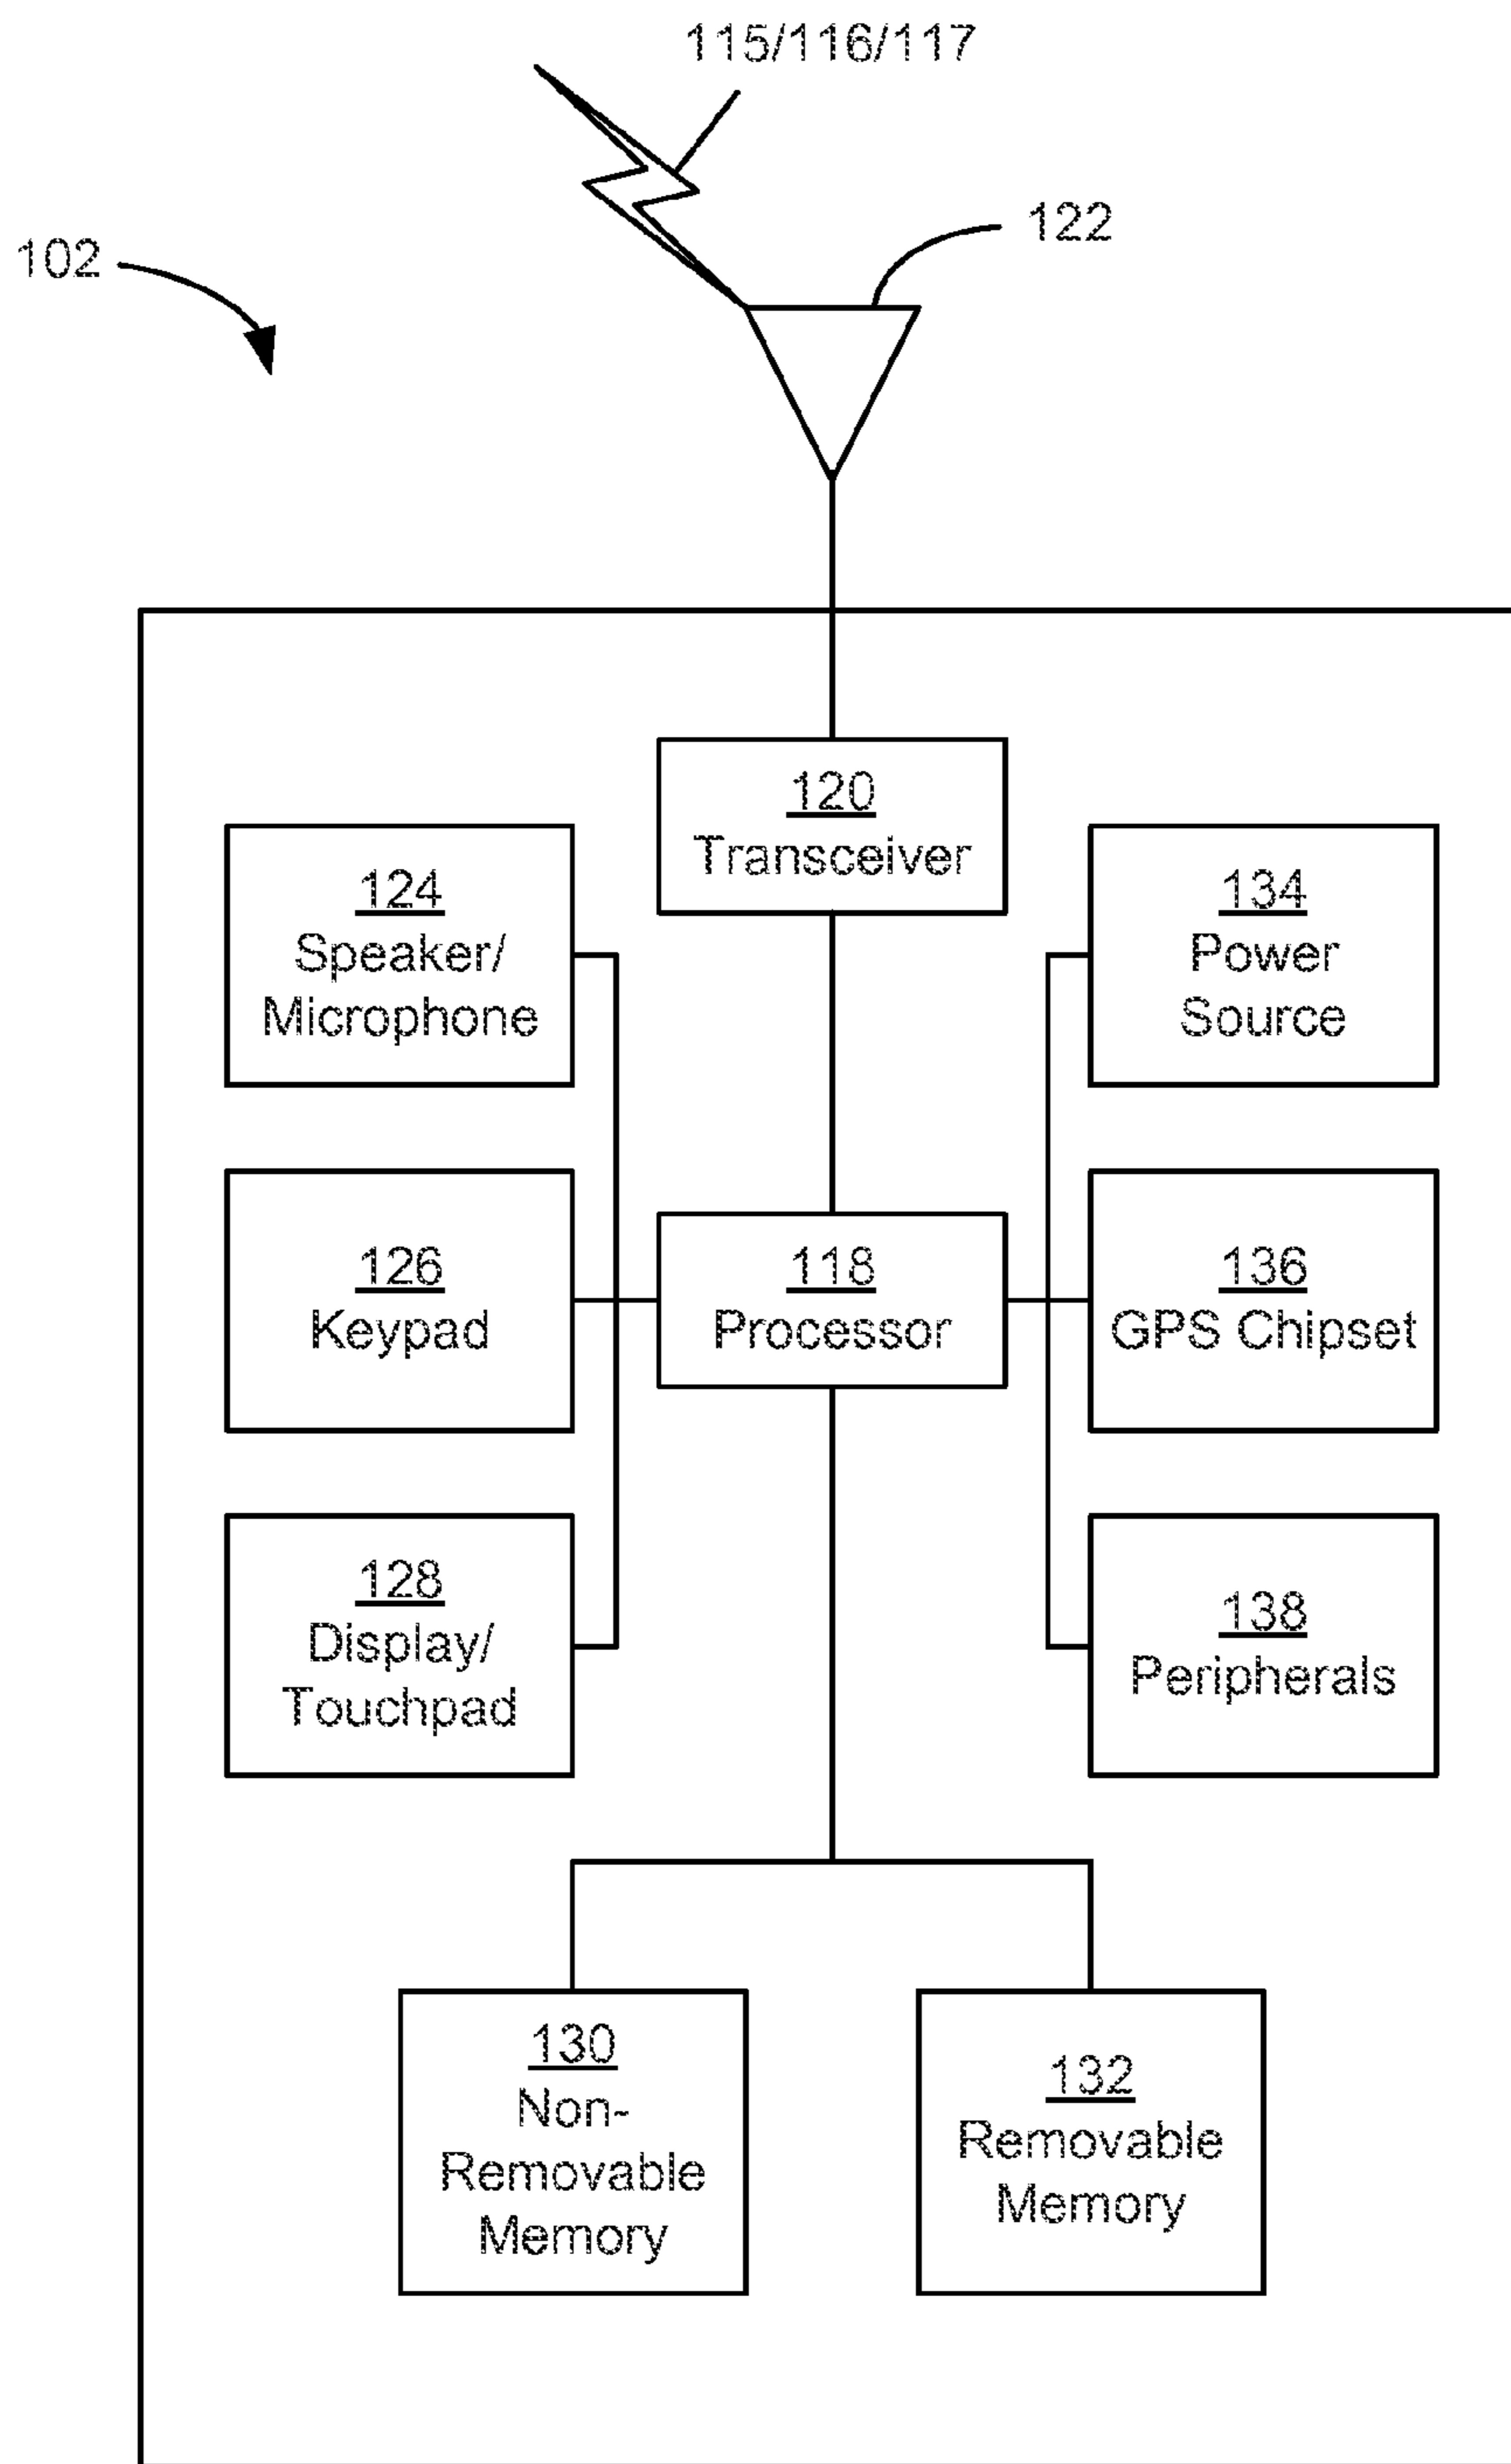 115/116/117
122
102
120
Transceiver
124
Speaker/
Microphone
134
Power
Source
126
Keypad
118
Processor
136
GPS Chipset
128
Display/
Touchpad
138
Peripherals
130
Non-
Removable
Memory
132
Removable
Memory